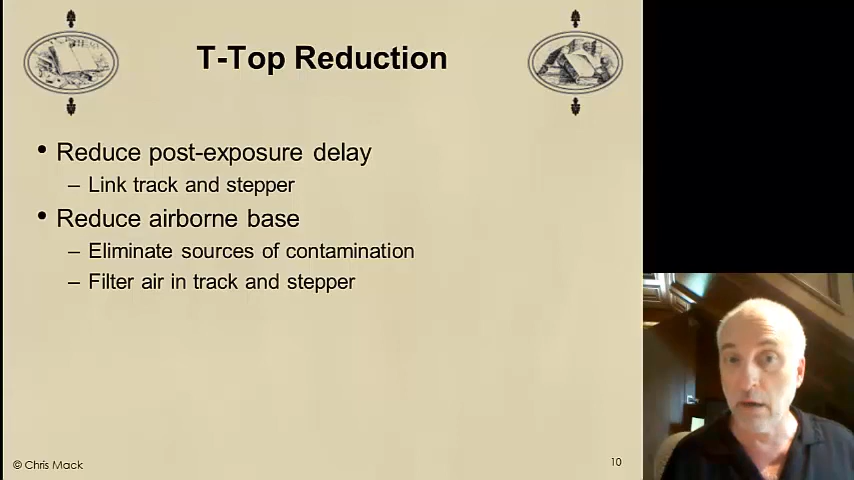 T-Top Reduction
• Reduce post-exposure delay
– Link track and stepper
• Reduce airborne base
– Eliminate sources of contamination
– Filter air in track and stepper
© Chris Mack
10